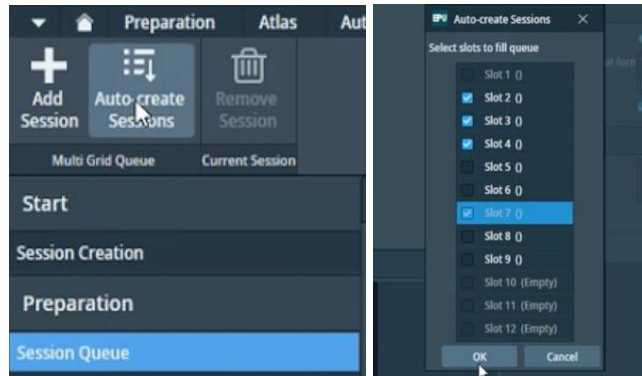 Preparation Atlas Aut
Add Session
Auto-create Sessions
Remove Session
Multi Grid Queue
Current Session
Start
Session Creation
Preparation
Session Queue
EPU Auto-create Sessions
Select slots to fill queue
Slot 1 ()
Slot 2 ()
Slot 3 ()
Slot 4 ()
Slot 5 ()
Slot 6 ()
Slot 7 ()
Slot 8 ()
Slot 9 ()
Slot 10 (Empty)
Slot 11 (Empty)
Slot 12 (Empty)
OK Cancel